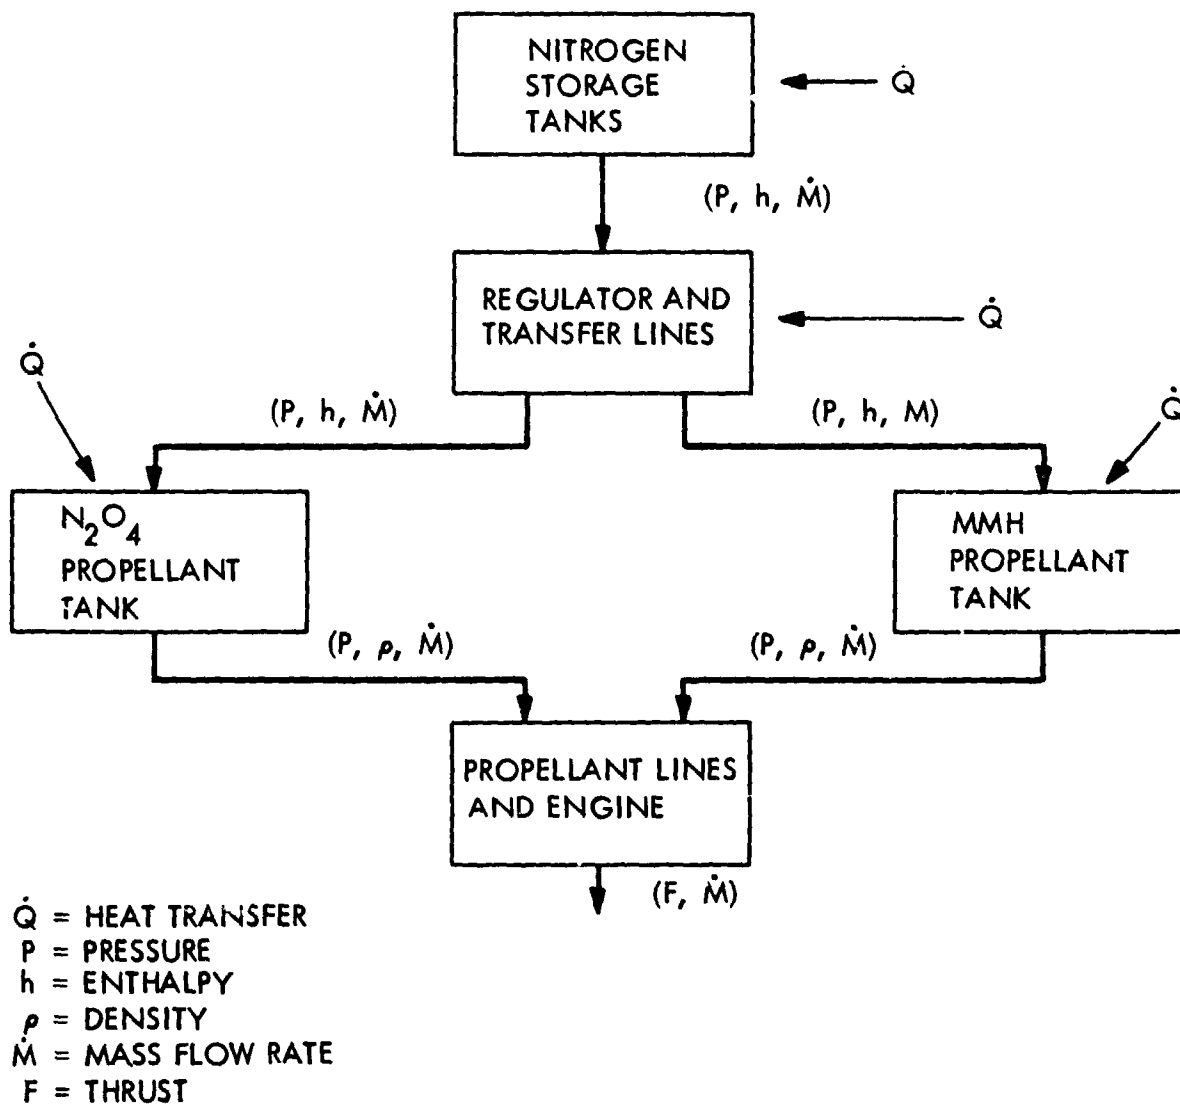 NITROGEN
STORAGE
TANKS
Q̇
(P, h, Ṁ)
REGULATOR AND
TRANSFER LINES
Q̇
Q̇
(P, h, Ṁ)
(P, h, M)
Q̇
N₂O₄
PROPELLANT
TANK
MMH
PROPELLANT
TANK
(P, ρ, Ṁ)
(P, ρ, Ṁ)
PROPELLANT LINES
AND ENGINE
(F, Ṁ)
Q̇ = HEAT TRANSFER
P = PRESSURE
h = ENTHALPY
ρ = DENSITY
Ṁ = MASS FLOW RATE
F = THRUST